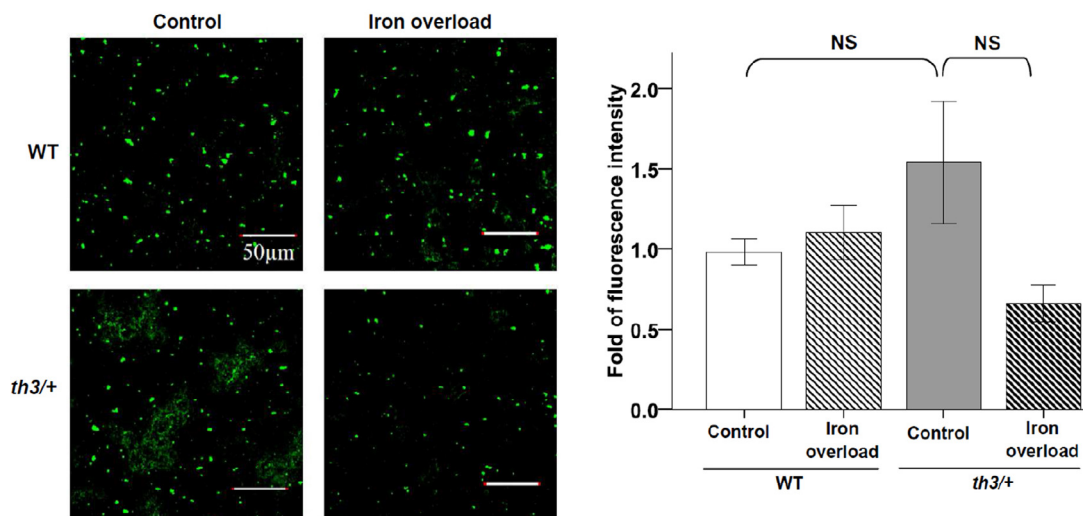 Control
Iron overload
WT
50µm
th3/+
NS
NS
Fold of fluorescence intensity
2.0
1.5
1.0
0.5
0.0
Control
Iron
overload
Control
Iron
overload
WT
th3/+